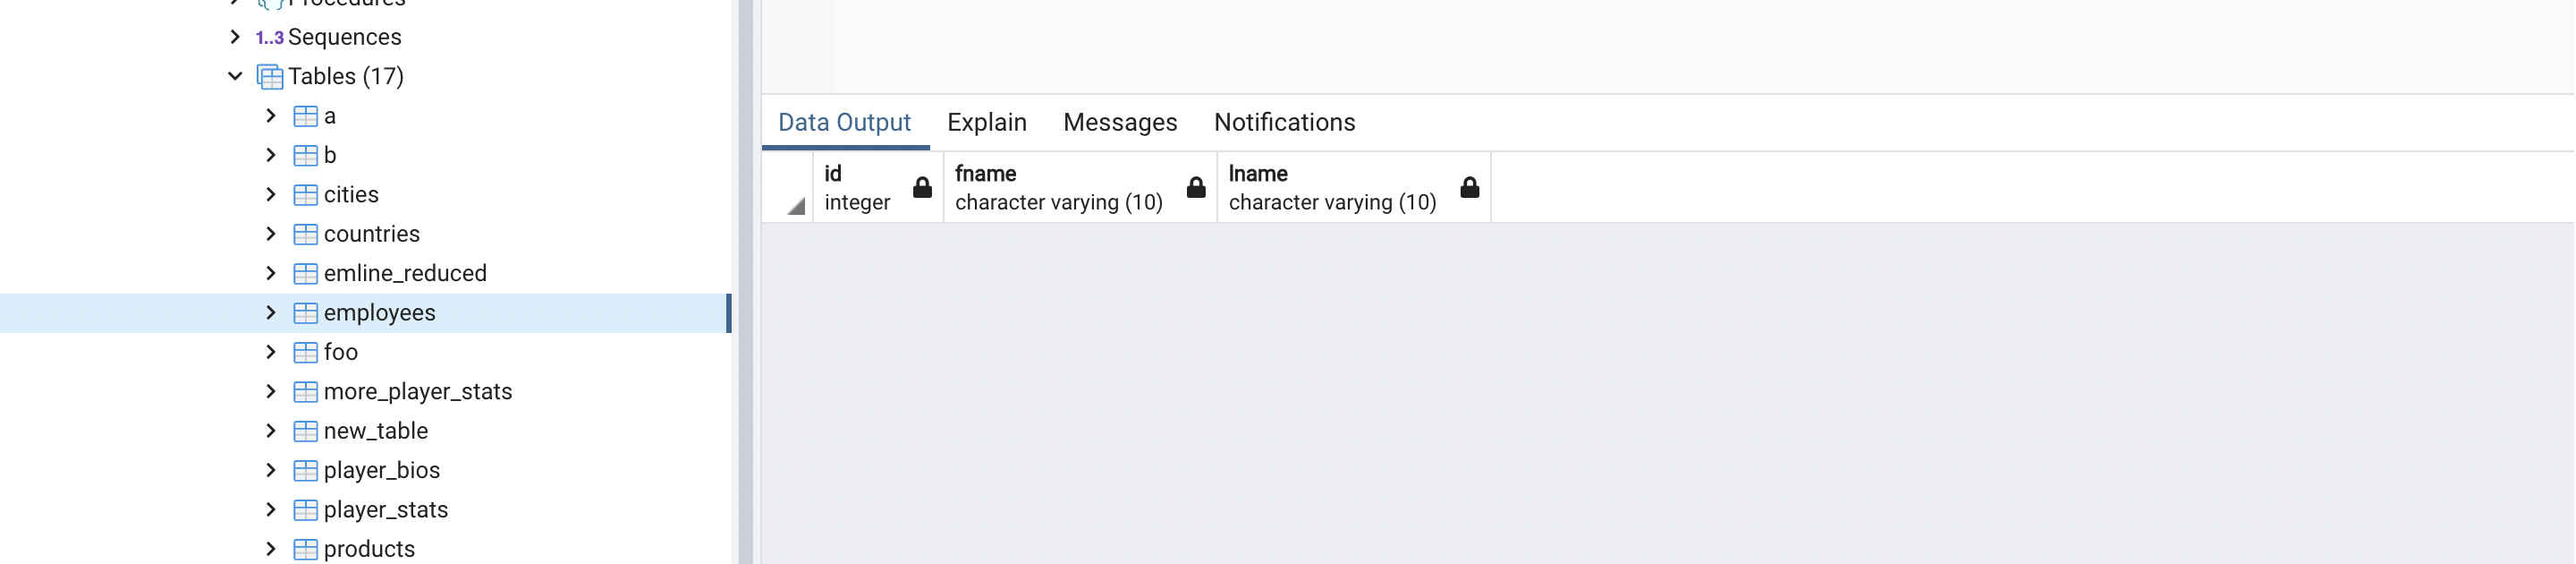 Procedures
1..3 Sequences
Tables (17)
a
b
cities
countries
emline_reduced
employees
foo
more_player_stats
new_table
player_bios
player_stats
products
Data Output Explain Messages Notifications
id fname lname
integer character varying (10) character varying (10)